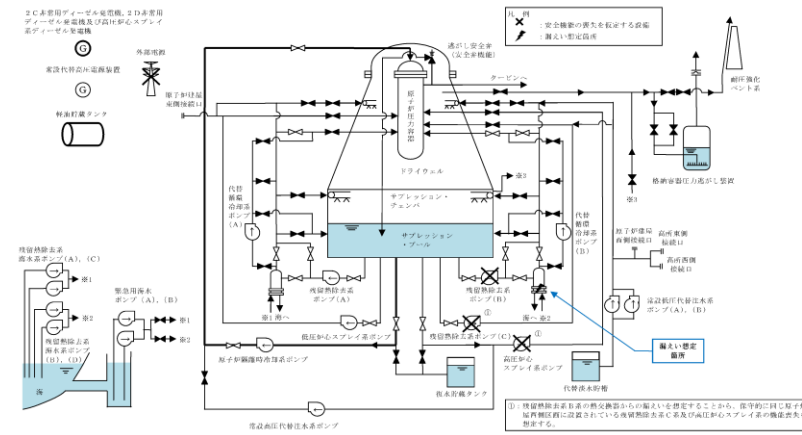 2C非常用ディーゼル発電機，2D非常用
ディーゼル発電機及び高圧炉心スプレイ
系ディーゼル発電機
G
常設代替高圧電源装置
G
軽油貯蔵タンク
外部電源
原子炉建屋
東側接続口
逃がし安全弁
（安全弁機能）
凡 例
：安全機能の喪失を仮定する設備
：漏えい想定箇所
タービンへ
原子炉圧力容器
ドライウェル
サプレッション・
チェンバ
サプレッション
・プール
耐圧強化
ベント系
格納容器圧力逃がし装置
※3
※3
代替
循環
冷却系
ポンプ
(A)
代替
循環
冷却系
ポンプ
(B)
原子炉建屋
西側接続口
高所東側
接続口
高所西側
接続口
残留熱除去系
海水系ポンプ(A)，(C)
※1
※2
残留熱除去系
海水系ポンプ
(B)，(D)
海
緊急用海水
ポンプ(A)，(B)
※1
※2
※1 海へ
残留熱除去系
ポンプ(A)
残留熱除去系
ポンプ(B)
海へ ※2
①
低圧炉心スプレイ系ポンプ
残留熱除去系ポンプ(C)
①
常設低圧代替注水系
ポンプ(A)，(B)
漏えい想定
箇所
原子炉隔離時冷却系ポンプ
高圧炉心
スプレイ系ポンプ
復水貯蔵タンク
代替淡水貯槽
常設高圧代替注水系ポンプ
①：残留熱除去系B系の熱交換器からの漏えいを想定することから，保守的に同じ原子炉
屋西側区画に設置されている残留熱除去系C系及び高圧炉心スプレイ系の機能喪失
想定する。